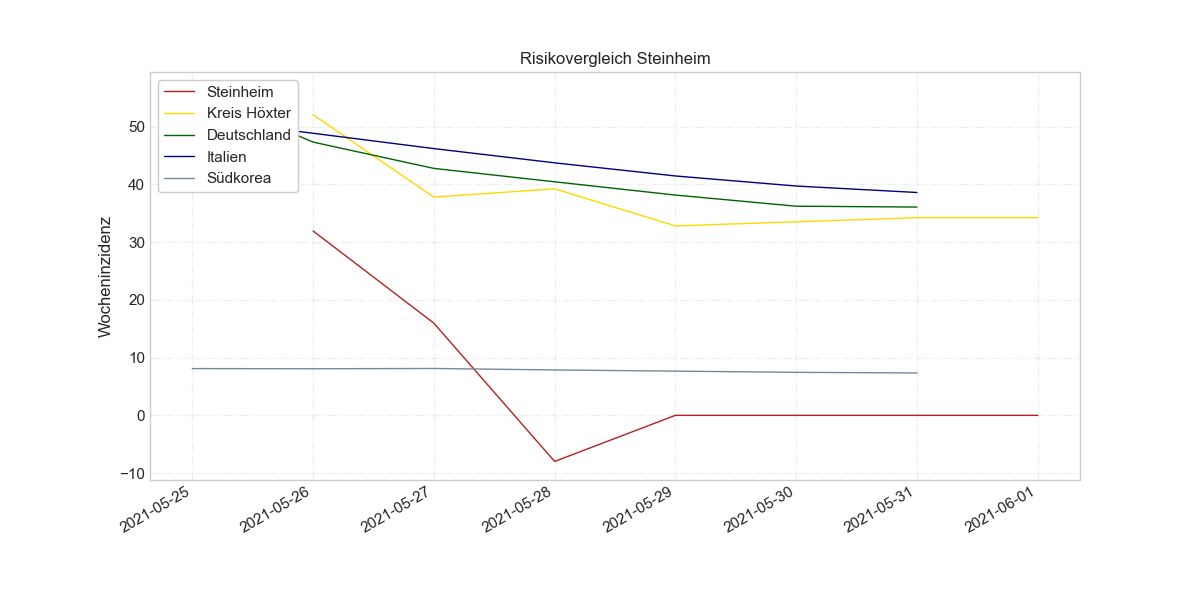 Risikovergleich Steinheim
Steinheim
Kreis Höxter
Deutschland
Italien
Südkorea
Wocheninzidenz
50
40
30
20
10
0
−10
2021-05-25
2021-05-26
2021-05-27
2021-05-28
2021-05-29
2021-05-30
2021-05-31
2021-06-01